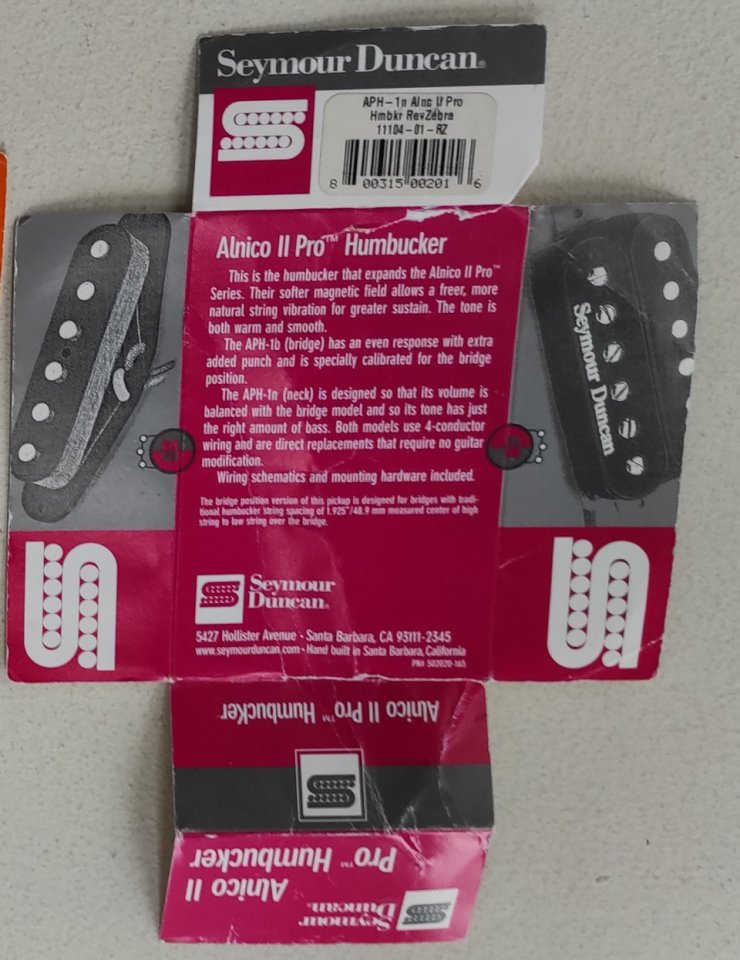 Seymour Duncan®
APH-1n Alnc II Pro
Hmbkr RevZebra
11104-01-RZ
8 00315 00201 6
Alnico II Pro™ Humbucker
This is the humbucker that expands the Alnico II Pro™
Series. Their softer magnetic field allows a freer, more
natural string vibration for greater sustain. The tone is
both warm and smooth.
The APH-1b (bridge) has an even response with extra
added punch and is specially calibrated for the bridge
position.
The APH-1n (neck) is designed so that its volume is
balanced with the bridge model and so its tone has just
the right amount of bass. Both models use 4-conductor
wiring and are direct replacements that require no guitar
modification.
Wiring schematics and mounting hardware included.
The bridge position version of this pickup is designed for bridges with tradi-
tional humbucker string spacing of 1.925"/48.9 mm measured center of high
string to low string over the bridge.
Seymour Duncan
Seymour
Duncan®
5427 Hollister Avenue • Santa Barbara, CA 93111-2345
www.seymourduncan.com • Hand built in Santa Barbara, California
PN# 502020-165
Alnico II Pro™ Humbucker
Alnico II
Pro™ Humbucker
Seymour
Duncan®